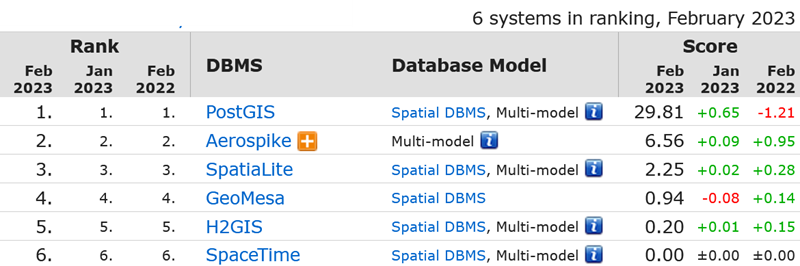 6 systems in ranking, February 2023
Rank DBMS Database Model Score
Feb 2023 Jan 2023 Feb 2022 Feb 2023 Jan 2023 Feb 2022
1. 1. 1. PostGIS Spatial DBMS, Multi-model i 29.81 +0.65 -1.21
2. 2. 2. Aerospike + Multi-model i 6.56 +0.09 +0.95
3. 3. 3. SpatiaLite Spatial DBMS, Multi-model i 2.25 +0.02 +0.28
4. 4. 4. GeoMesa Spatial DBMS 0.94 -0.08 +0.14
5. 5. 5. H2GIS Spatial DBMS, Multi-model i 0.20 +0.01 +0.15
6. 6. 6. SpaceTime Spatial DBMS, Multi-model i 0.00 ±0.00 ±0.00